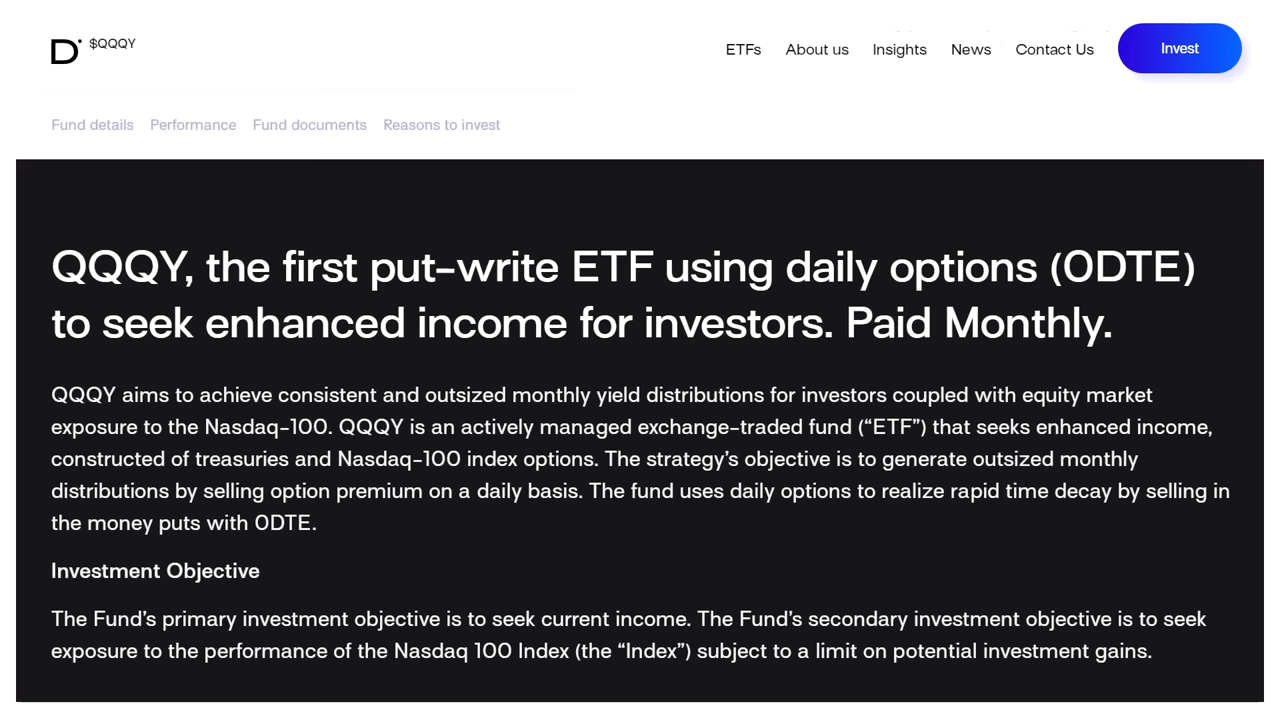 D $QQQY
ETFs About us Insights News Contact Us Invest
Fund details Performance Fund documents Reasons to invest
QQQY, the first put-write ETF using daily options (0DTE)
to seek enhanced income for investors. Paid Monthly.
QQQY aims to achieve consistent and outsized monthly yield distributions for investors coupled with equity market
exposure to the Nasdaq-100. QQQY is an actively managed exchange-traded fund (“ETF”) that seeks enhanced income,
constructed of treasuries and Nasdaq-100 index options. The strategy’s objective is to generate outsized monthly
distributions by selling option premium on a daily basis. The fund uses daily options to realize rapid time decay by selling in
the money puts with 0DTE.
Investment Objective
The Fund’s primary investment objective is to seek current income. The Fund’s secondary investment objective is to seek
exposure to the performance of the Nasdaq 100 Index (the “Index”) subject to a limit on potential investment gains.